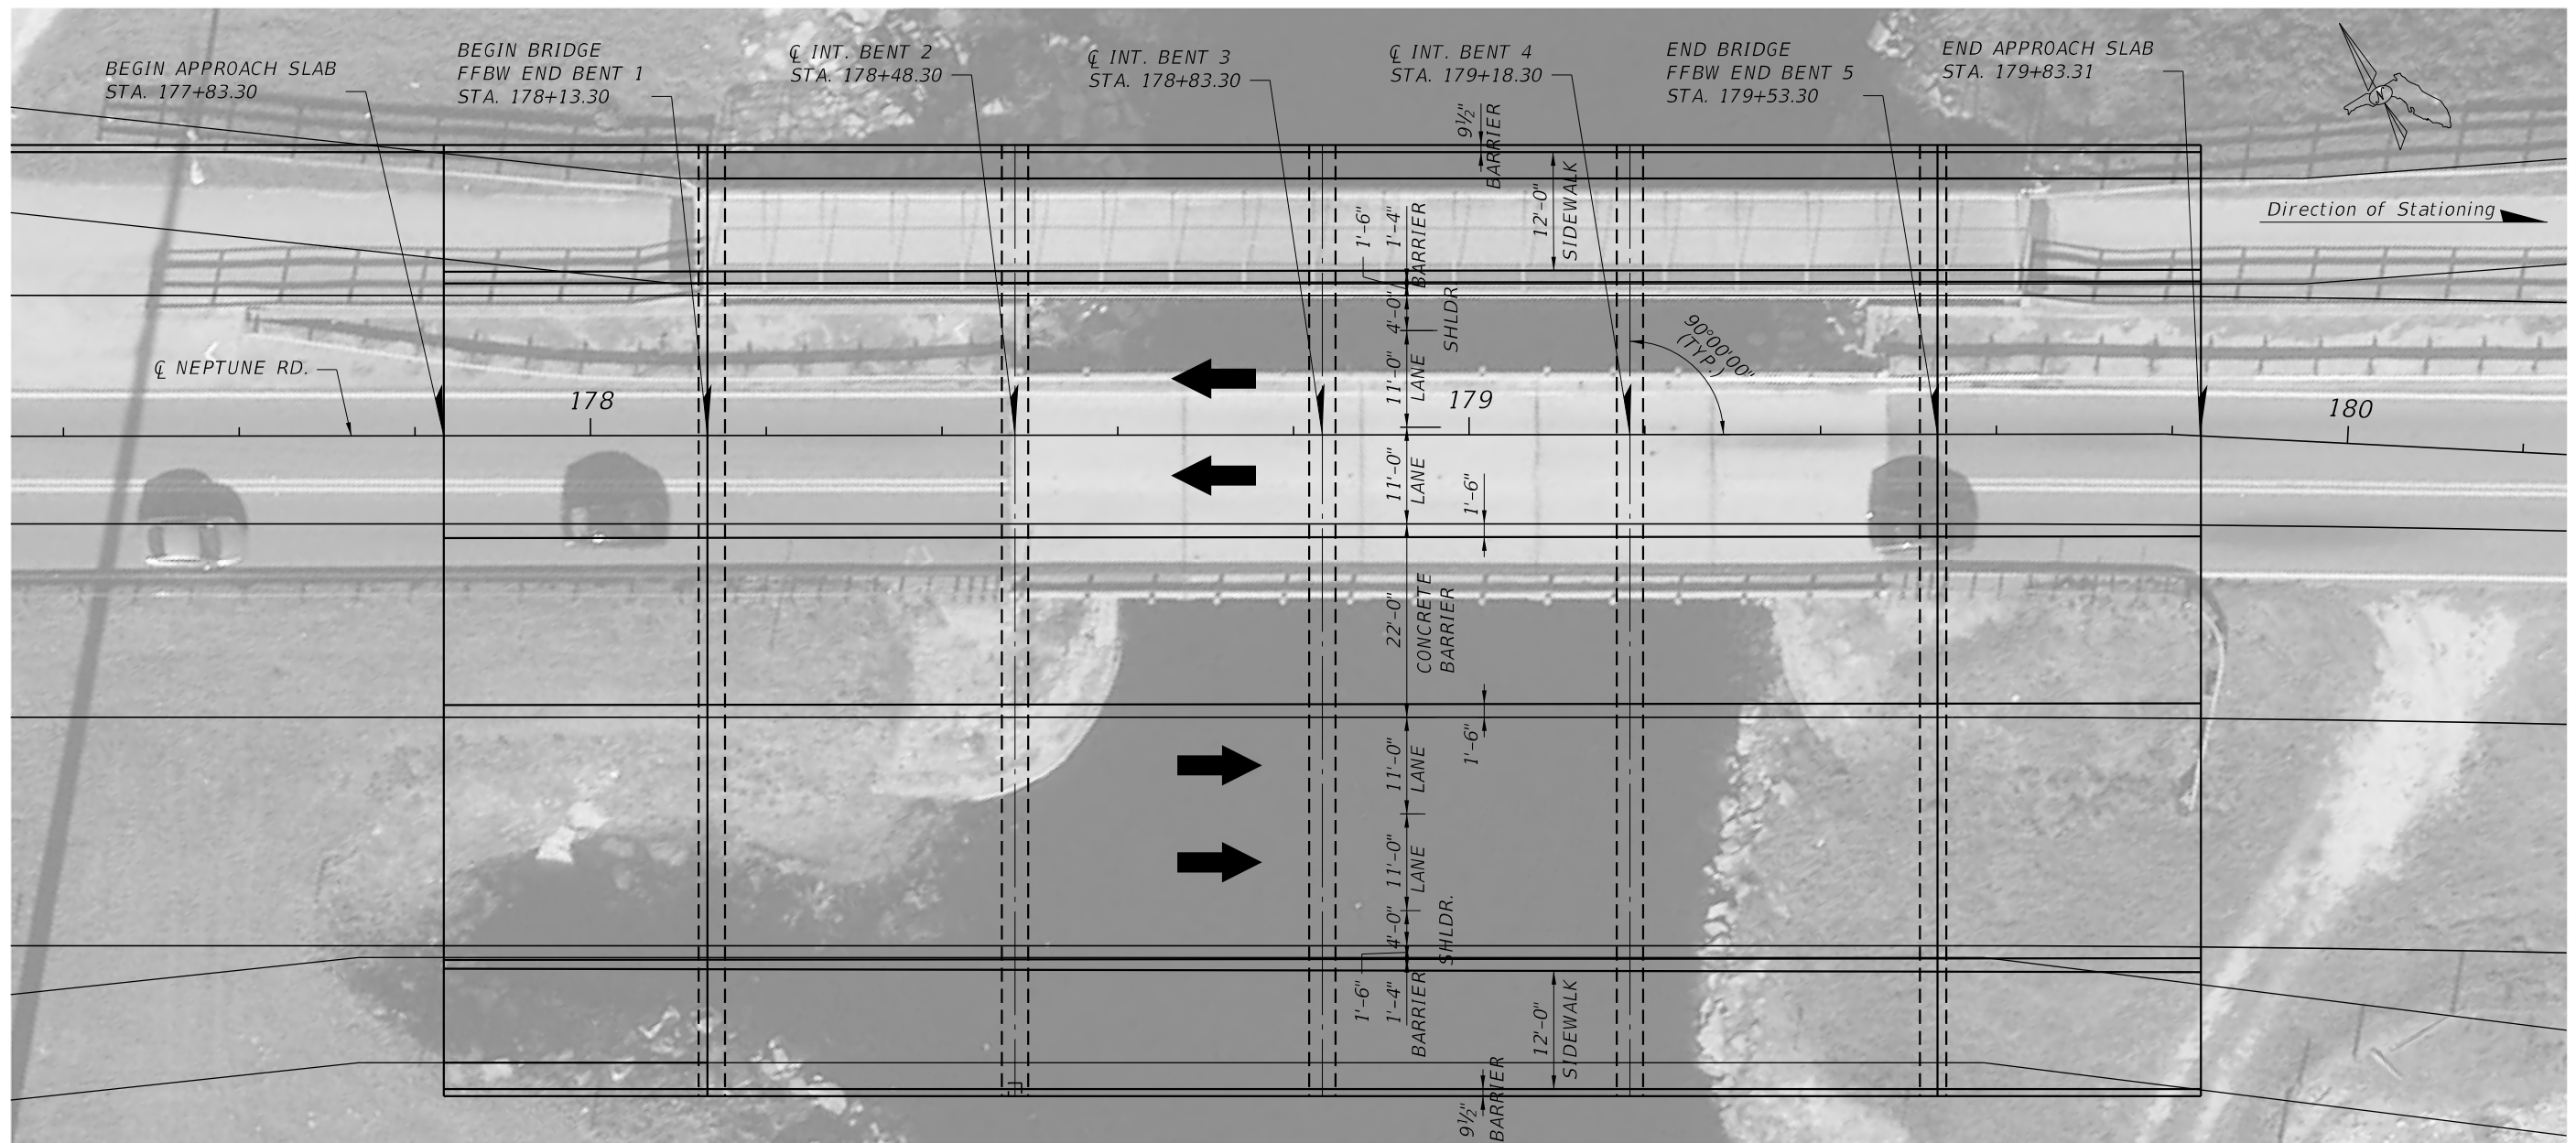 BEGIN APPROACH SLAB
STA. 177+83.30
BEGIN BRIDGE
FFBW END BENT 1
STA. 178+13.30
℄ INT. BENT 2
STA. 178+48.30
℄ INT. BENT 3
STA. 178+83.30
℄ INT. BENT 4
STA. 179+18.30
END BRIDGE
FFBW END BENT 5
STA. 179+53.30
END APPROACH SLAB
STA. 179+83.31
N
Direction of Stationing
9½"
BARRIER
12'-0"
SIDEWALK
1'-6"
1'-4"
BARRIER
4'-0"
SHLDR.
11'-0"
LANE
90°00'00"
(TYP.)
℄ NEPTUNE RD.
178
179
180
11'-0"
LANE
1'-6"
22'-0"
CONCRETE
BARRIER
1'-6"
11'-0"
LANE
11'-0"
LANE
4'-0"
SHLDR.
1'-6"
1'-4"
BARRIER
12'-0"
SIDEWALK
9½"
BARRIER